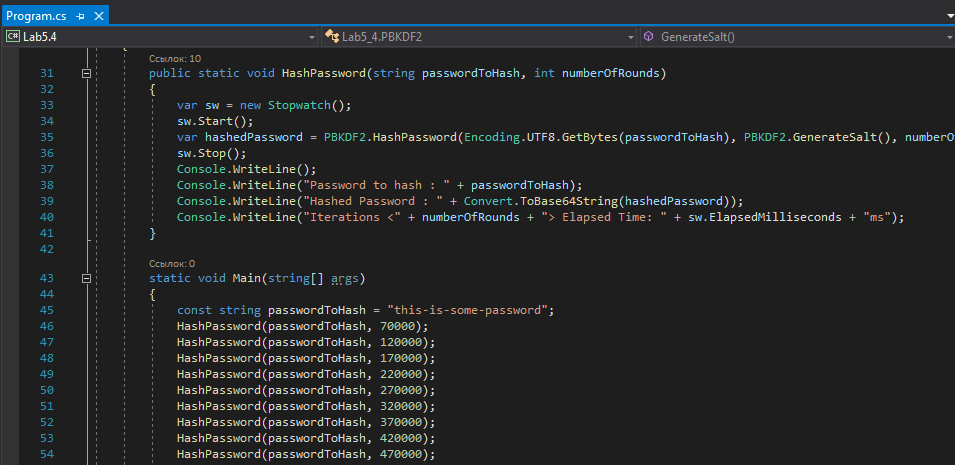 Program.cs
Lab5.4
Lab5_4.PBKDF2
GenerateSalt()
Ссылок: 10
31 public static void HashPassword(string passwordToHash, int numberOfRounds)
32 {
33 var sw = new Stopwatch();
34 sw.Start();
35 var hashedPassword = PBKDF2.HashPassword(Encoding.UTF8.GetBytes(passwordToHash), PBKDF2.GenerateSalt(), numberO
36 sw.Stop();
37 Console.WriteLine();
38 Console.WriteLine("Password to hash : " + passwordToHash);
39 Console.WriteLine("Hashed Password : " + Convert.ToBase64String(hashedPassword));
40 Console.WriteLine("Iterations <" + numberOfRounds + "> Elapsed Time: " + sw.ElapsedMilliseconds + "ms");
41 }
42
Ссылок: 0
43 static void Main(string[] args)
44 {
45 const string passwordToHash = "this-is-some-password";
46 HashPassword(passwordToHash, 70000);
47 HashPassword(passwordToHash, 120000);
48 HashPassword(passwordToHash, 170000);
49 HashPassword(passwordToHash, 220000);
50 HashPassword(passwordToHash, 270000);
51 HashPassword(passwordToHash, 320000);
52 HashPassword(passwordToHash, 370000);
53 HashPassword(passwordToHash, 420000);
54 HashPassword(passwordToHash, 470000);